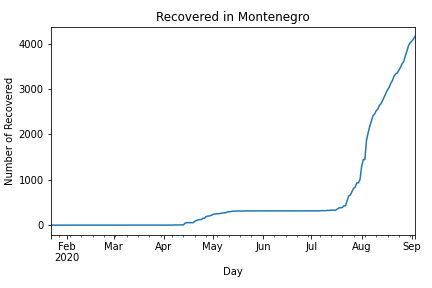 Recovered in Montenegro
Number of Recovered
4000
3000
2000
1000
0
Feb
2020
Mar
Apr
May
Jun
Jul
Aug
Sep
Day